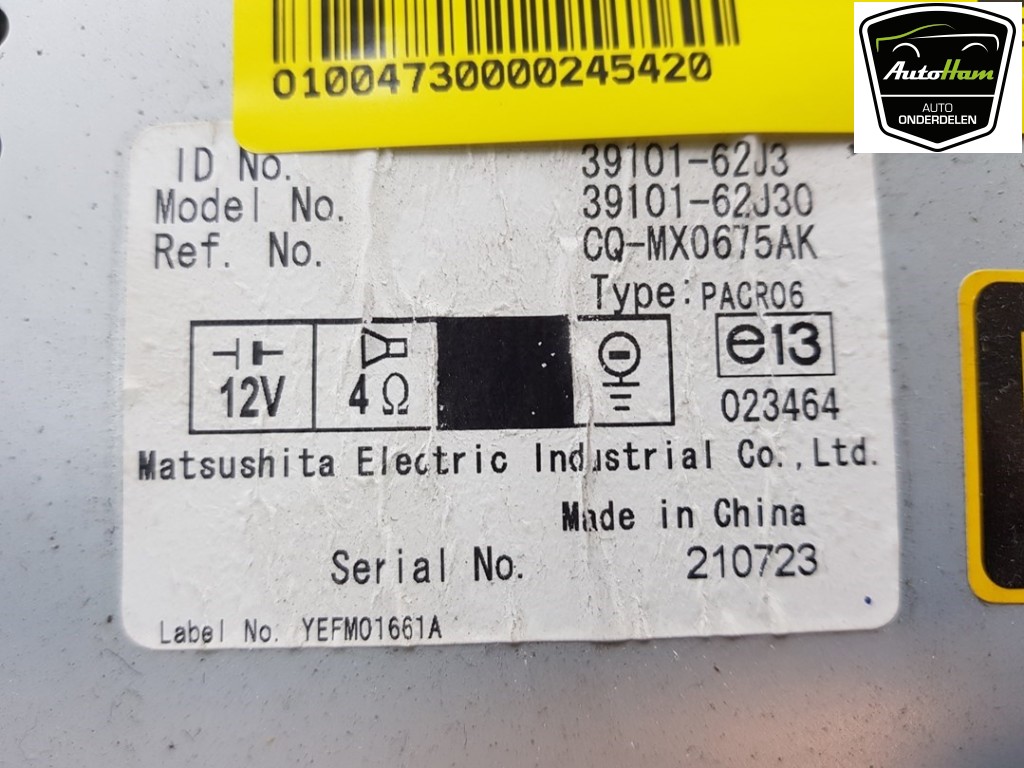 01004730000245420
AutoHam
AUTO
ONDERDELEN
ID No. 39101-62J3
Model No. 39101-62J30
Ref. No. CQ-MX0675AK
Type: PACR06
12V 4Ω e13
023464
Matsushita Electric Industrial Co.,Ltd.
Made in China
Serial No. 210723
Label No. YEFM01661A